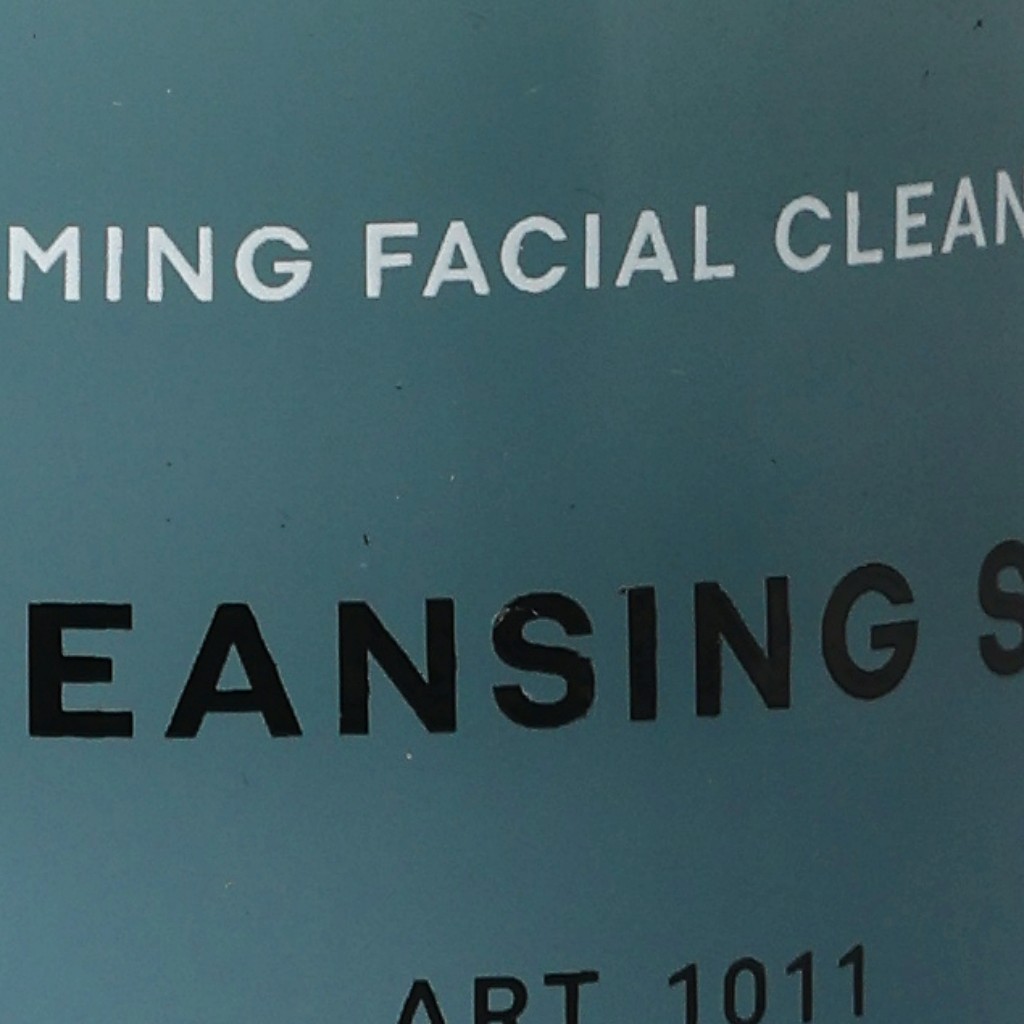 MING FACIAL CLEAN
EANSING S
ART 1011